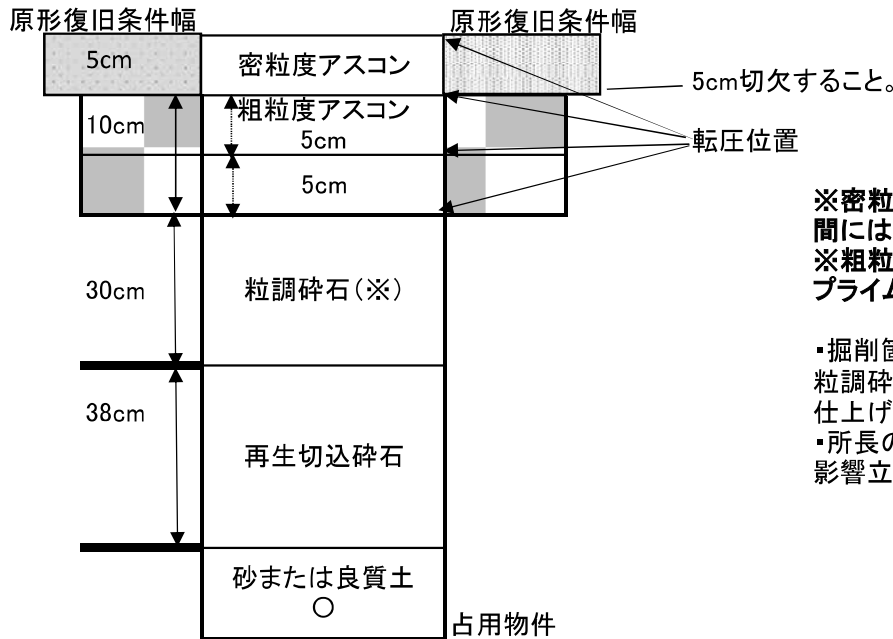 原形復旧条件幅
原形復旧条件幅
5cm
密粒度アスコン
5cm切欠すること。
粗粒度アスコン
10cm
5cm
転圧位置
5cm
※密粒
間には
※粗粒
プライム
30cm
粒調砕石(※)
▪掘削箇
粒調砕
仕上げ
▪所長の
影響立
38cm
再生切込砕石
砂または良質土
○
占用物件